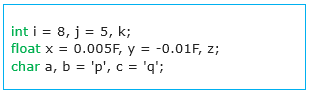 int i = 8, j = 5, k;
float x = 0.005F, y = -0.01F, z;
char a, b = 'p', c = 'q';